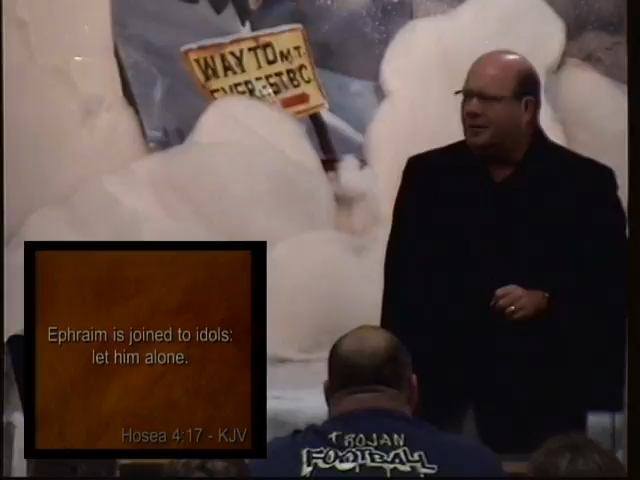 WAY TO MT.
EVEREST BC
Ephraim is joined to idols:
let him alone.
Hosea 4:17 - KJV
TROJAN
FOOTBALL